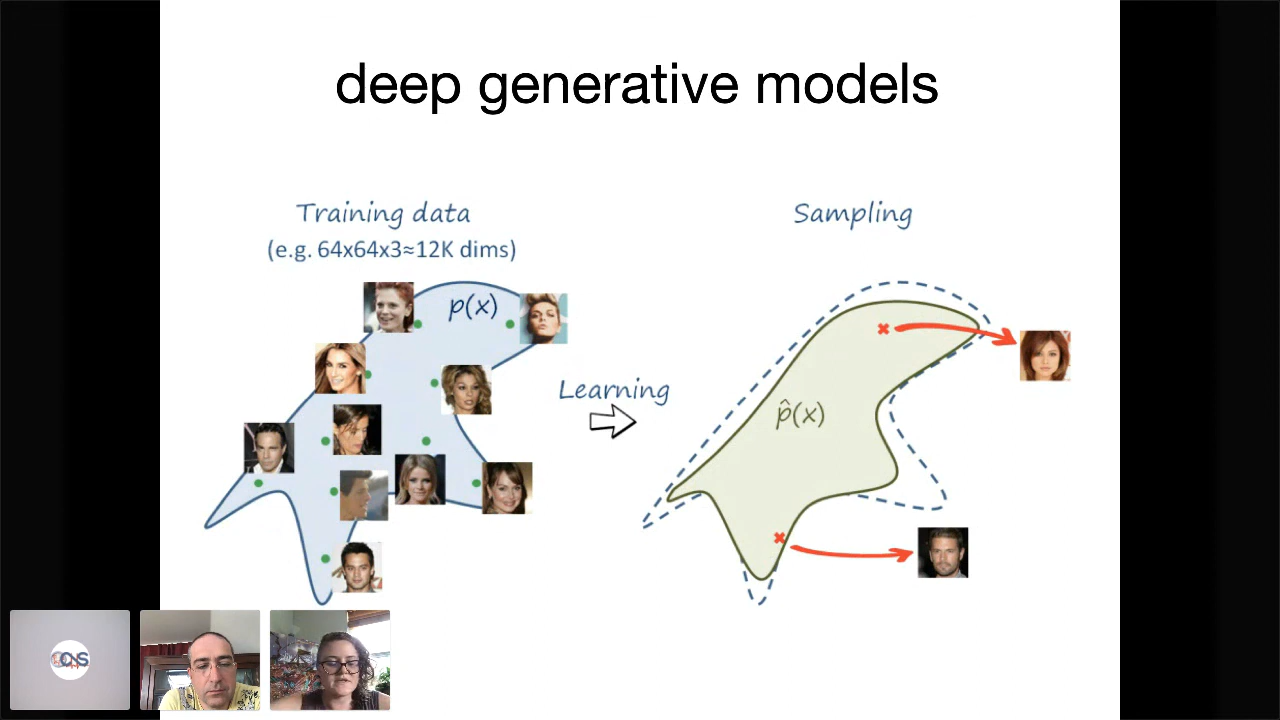 deep generative models
Training data
(e.g. 64x64x3≈12K dims)
p(x)
Learning
Sampling
p̂(x)